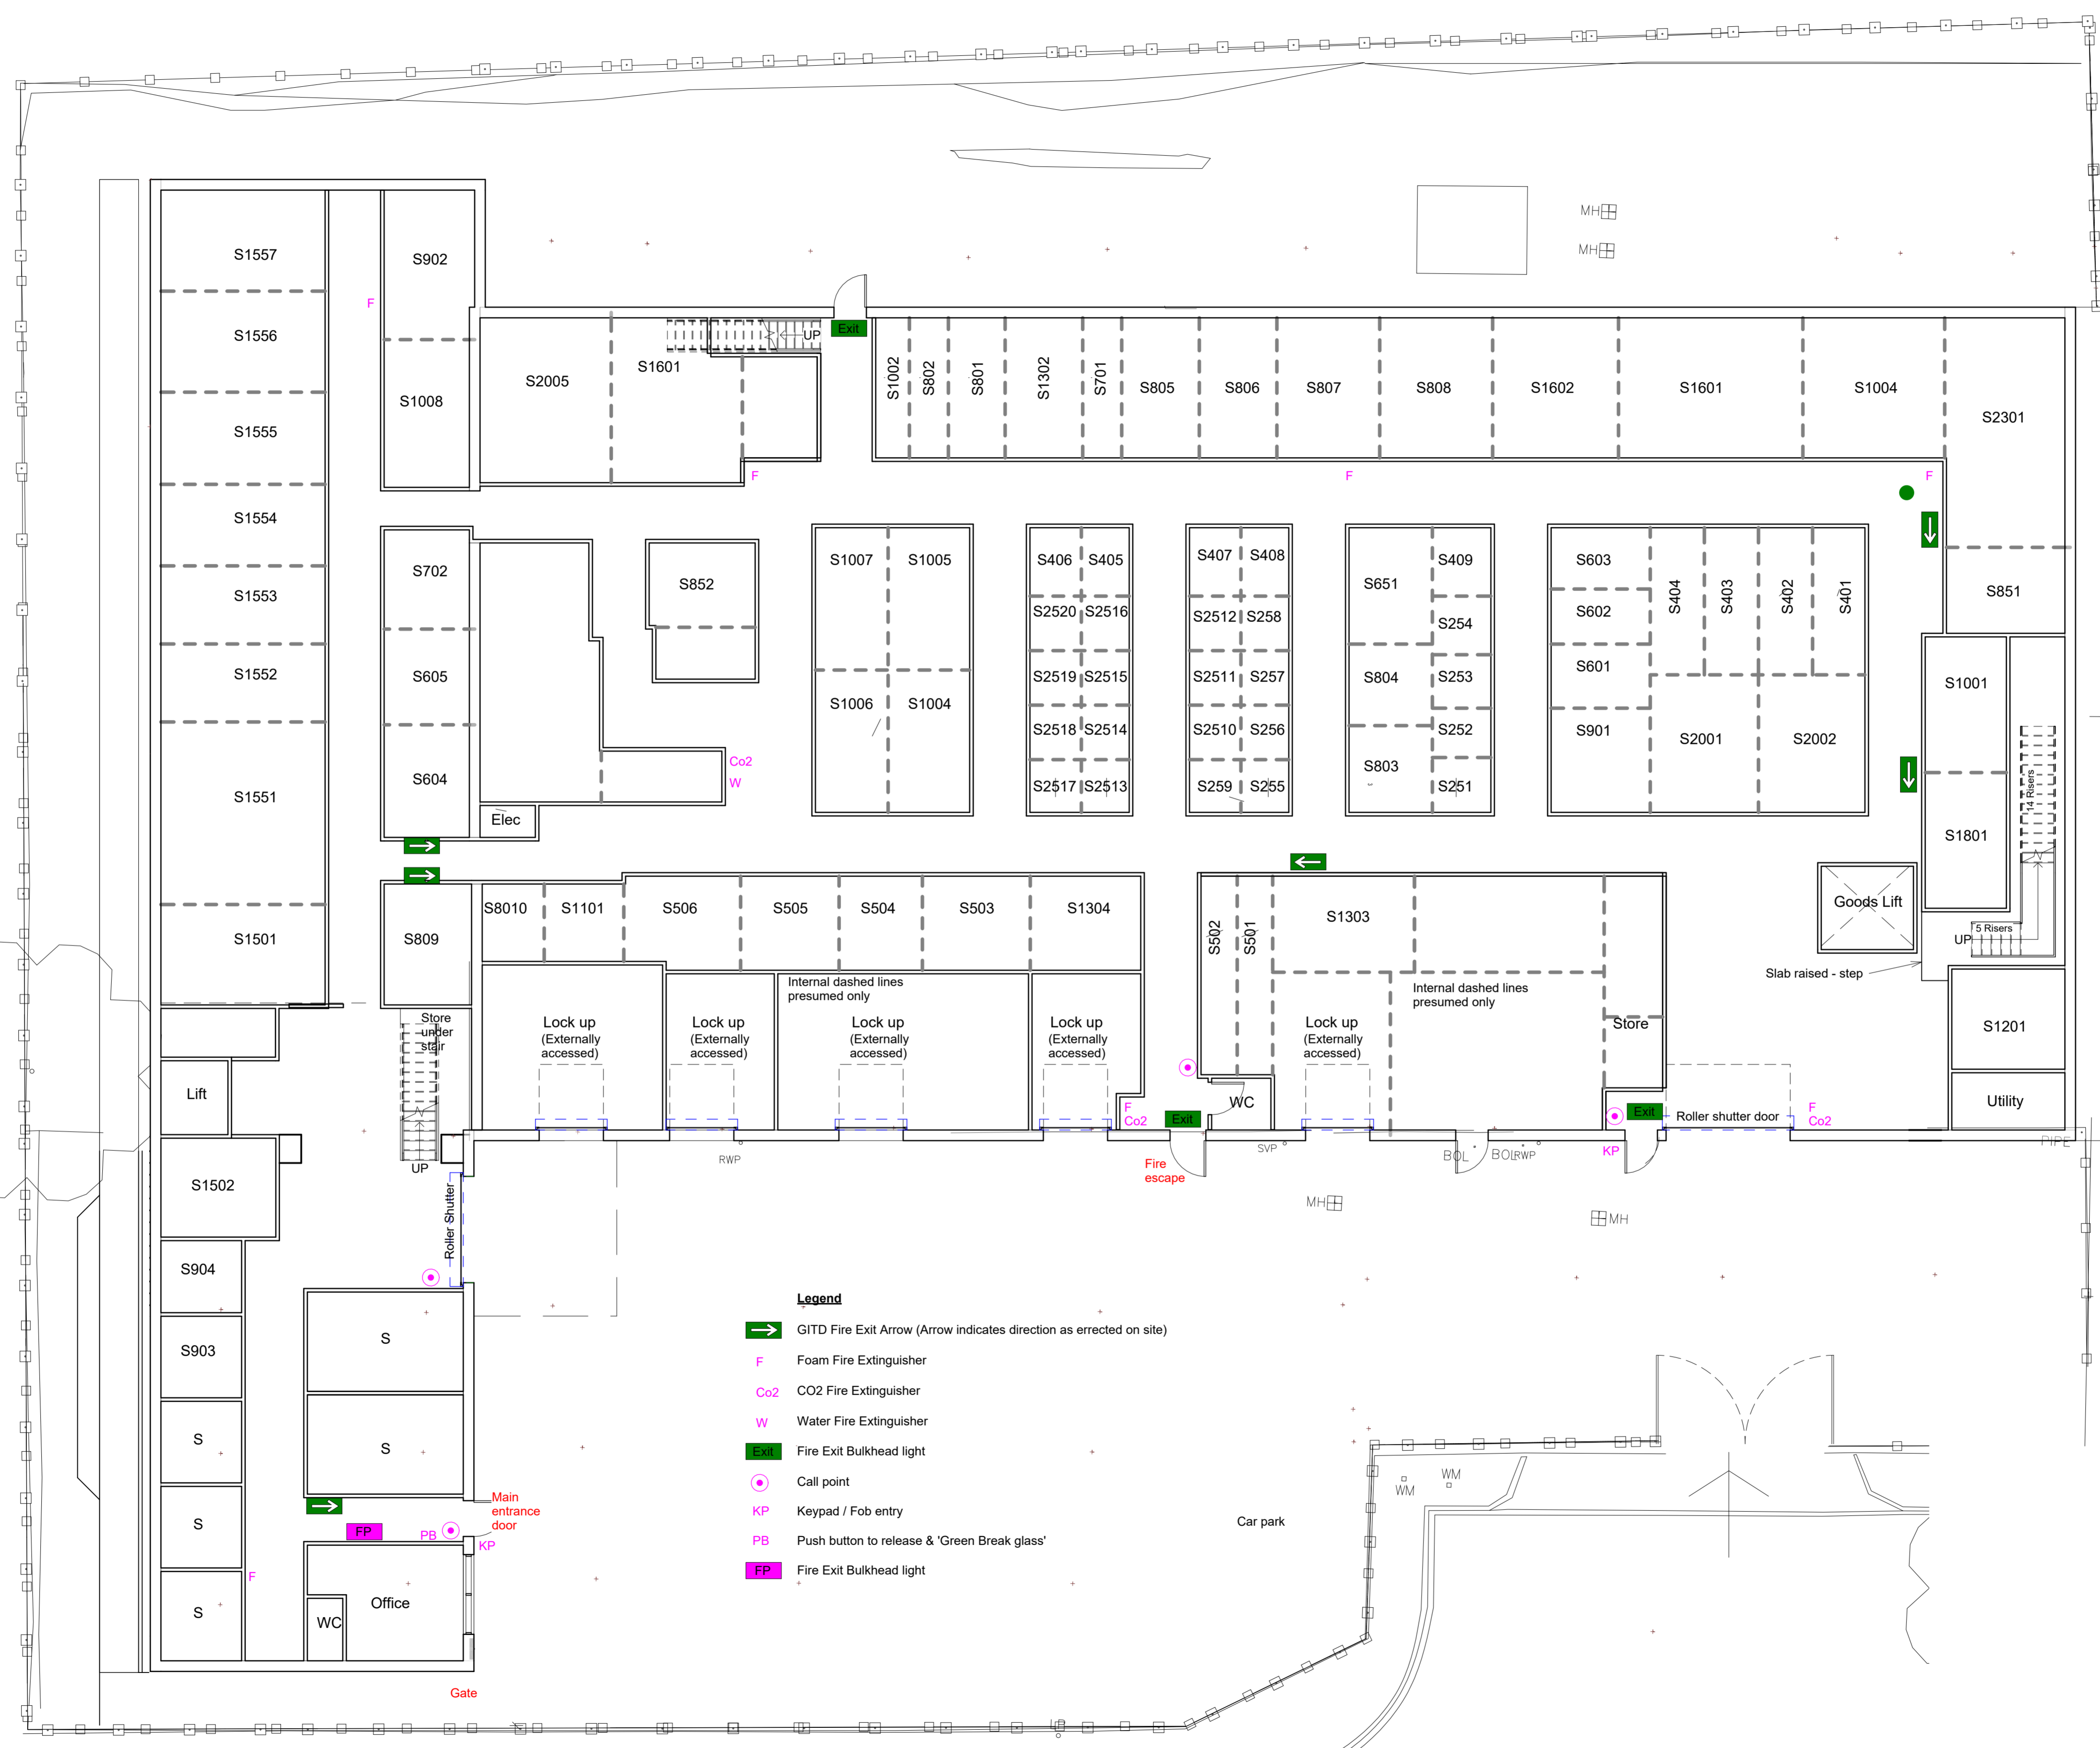 MH
MH
S1557
S902
F
S1556
Exit
UP
S1601
S2005
S1008
S1002
S802
S801
S1302
S701
S805
S806
S807
S808
S1602
S1601
S1004
S2301
S1555
F
F
F
S1554
S702
S852
S1007
S1005
S406
S405
S407
S408
S651
S409
S603
S404
S403
S402
S401
S851
S1553
S2520
S2516
S2512
S258
S254
S602
S1552
S605
S1006
S1004
S2519
S2515
S2511
S257
S804
S253
S601
S1001
S2518
S2514
S2510
S256
S252
S901
S2001
S2002
Co2
W
S1551
S604
S2517
S2513
S259
S255
S803
S251
14 Risers
Elec
S1801
S1501
S809
S8010
S1101
S506
S505
S504
S503
S1304
S502
S501
S1303
Goods Lift
5 Risers
UP
Slab raised - step
Internal dashed lines
presumed only
Internal dashed lines
presumed only
Store
under
stair
Lock up
(Externally
accessed)
Lock up
(Externally
accessed)
Lock up
(Externally
accessed)
Lock up
(Externally
accessed)
Lock up
(Externally
accessed)
Store
S1201
Lift
WC
Utility
F
Co2
Exit
Exit
Roller shutter door
F
Co2
UP
RWP
SVP
BOL
BOL
RWP
KP
PIPE
Fire
escape
S1502
Roller Shutter
MH
MH
S904
Legend
GITD Fire Exit Arrow (Arrow indicates direction as errected on site)
F
Foam Fire Extinguisher
Co2
CO2 Fire Extinguisher
W
Water Fire Extinguisher
Exit
Fire Exit Bulkhead light
Call point
KP
Keypad / Fob entry
PB
Push button to release & 'Green Break glass'
FP
Fire Exit Bulkhead light
S
S903
S
S
WM
WM
Main
entrance
door
FP
PB
KP
Car park
S
F
Office
S
WC
Gate
LP